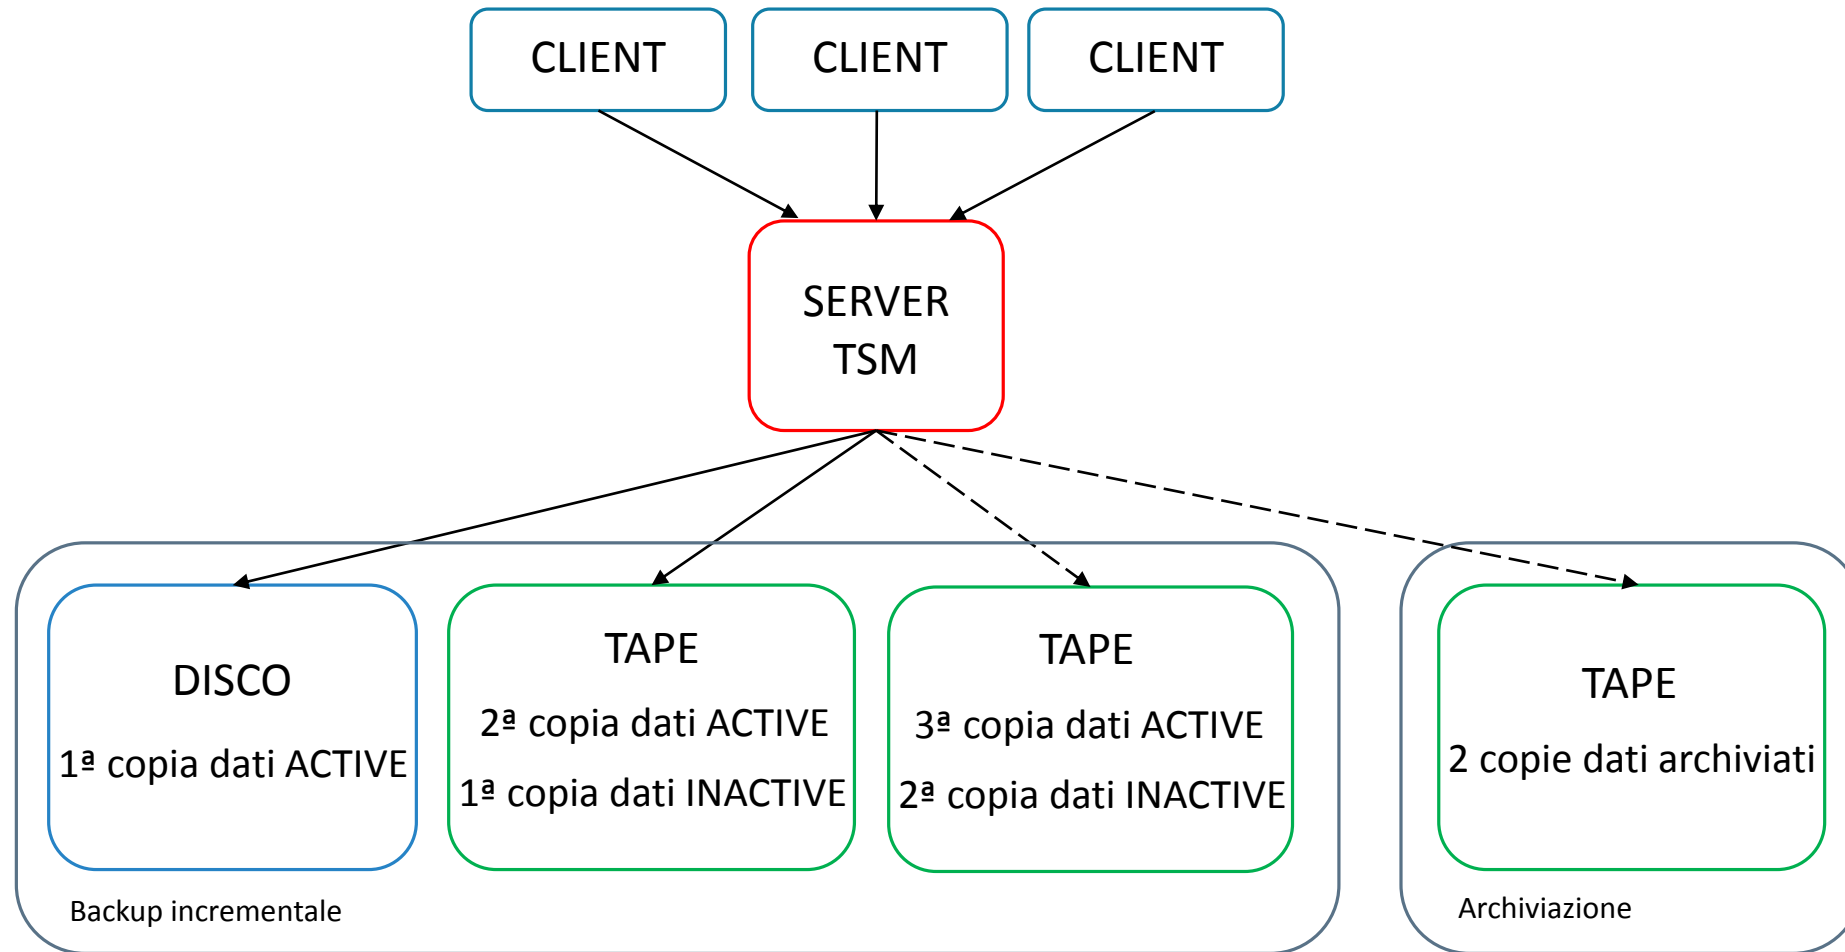 CLIENT
CLIENT
CLIENT
SERVER
TSM
DISCO
1ª copia dati ACTIVE
TAPE
2ª copia dati ACTIVE
1ª copia dati INACTIVE
TAPE
3ª copia dati ACTIVE
2ª copia dati INACTIVE
TAPE
2 copie dati archiviati
Backup incrementale
Archiviazione